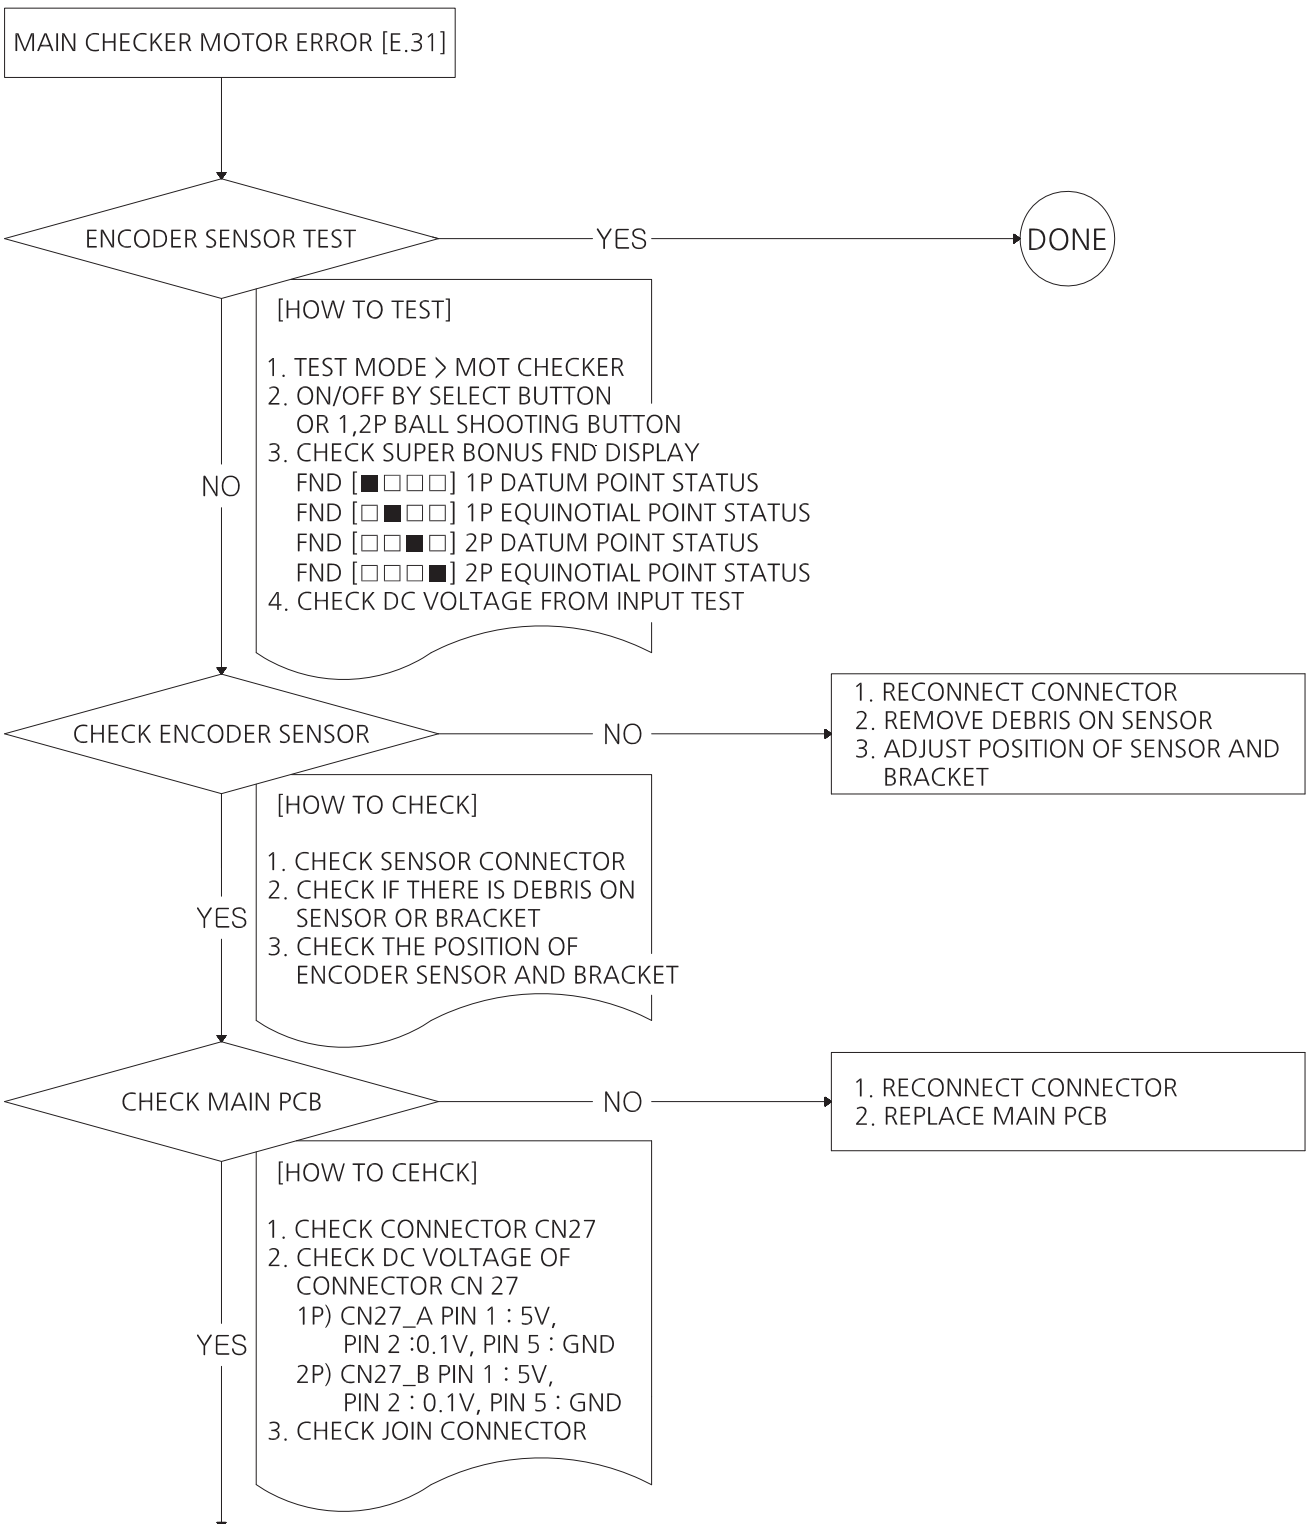 MAIN CHECKER MOTOR ERROR [E.31]
ENCODER SENSOR TEST
YES
DONE
[HOW TO TEST]
1. TEST MODE > MOT CHECKER
2. ON/OFF BY SELECT BUTTON
OR 1,2P BALL SHOOTING BUTTON
3. CHECK SUPER BONUS FND DISPLAY
FND [■□□□] 1P DATUM POINT STATUS
FND [□■□□] 1P EQUINOTIAL POINT STATUS
FND [□□■□] 2P DATUM POINT STATUS
FND [□□□■] 2P EQUINOTIAL POINT STATUS
4. CHECK DC VOLTAGE FROM INPUT TEST
NO
CHECK ENCODER SENSOR
NO
1. RECONNECT CONNECTOR
2. REMOVE DEBRIS ON SENSOR
3. ADJUST POSITION OF SENSOR AND
BRACKET
[HOW TO CHECK]
1. CHECK SENSOR CONNECTOR
2. CHECK IF THERE IS DEBRIS ON
SENSOR OR BRACKET
3. CHECK THE POSITION OF
ENCODER SENSOR AND BRACKET
YES
CHECK MAIN PCB
NO
1. RECONNECT CONNECTOR
2. REPLACE MAIN PCB
[HOW TO CEHCK]
1. CHECK CONNECTOR CN27
2. CHECK DC VOLTAGE OF
CONNECTOR CN 27
1P) CN27_A PIN 1 : 5V,
PIN 2 :0.1V, PIN 5 : GND
2P) CN27_B PIN 1 : 5V,
PIN 2 : 0.1V, PIN 5 : GND
3. CHECK JOIN CONNECTOR
YES